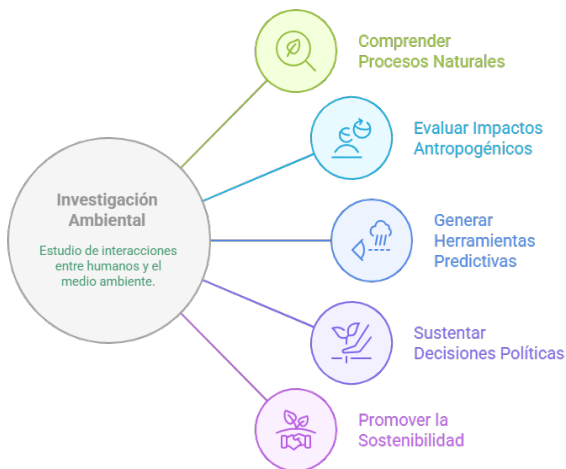 Investigación
Ambiental
Estudio de interacciones
entre humanos y el
medio ambiente.
Comprender
Procesos Naturales
Evaluar Impactos
Antropogénicos
Generar
Herramientas
Predictivas
Sustentar
Decisiones Políticas
Promover la
Sostenibilidad